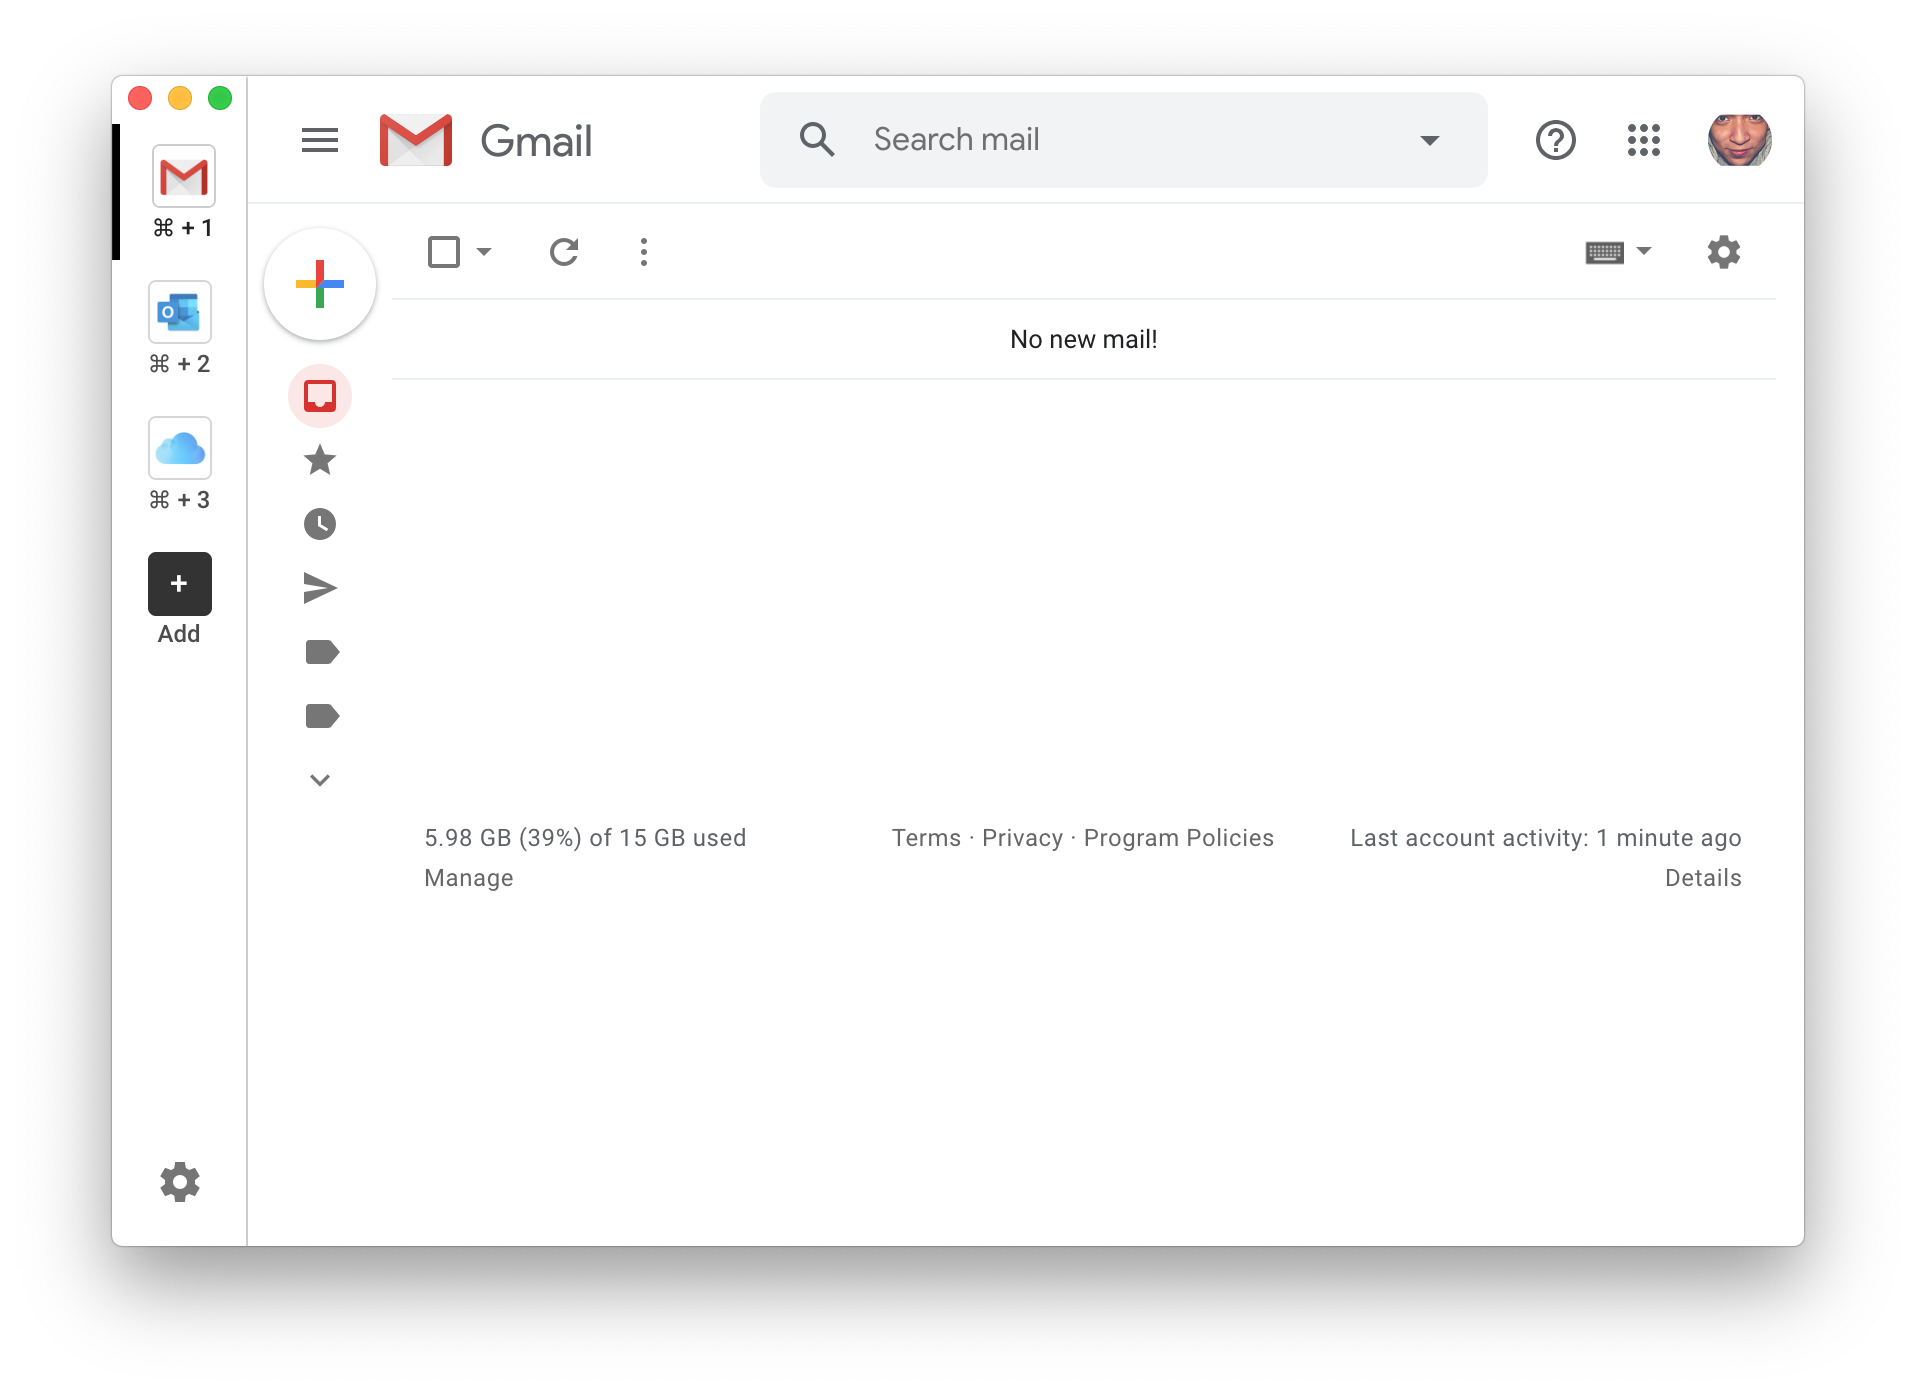 ⌘ + 1
⌘ + 2
⌘ + 3
+
Add
Gmail
Search mail
No new mail!
5.98 GB (39%) of 15 GB used
Manage
Terms · Privacy · Program Policies
Last account activity: 1 minute ago
Details